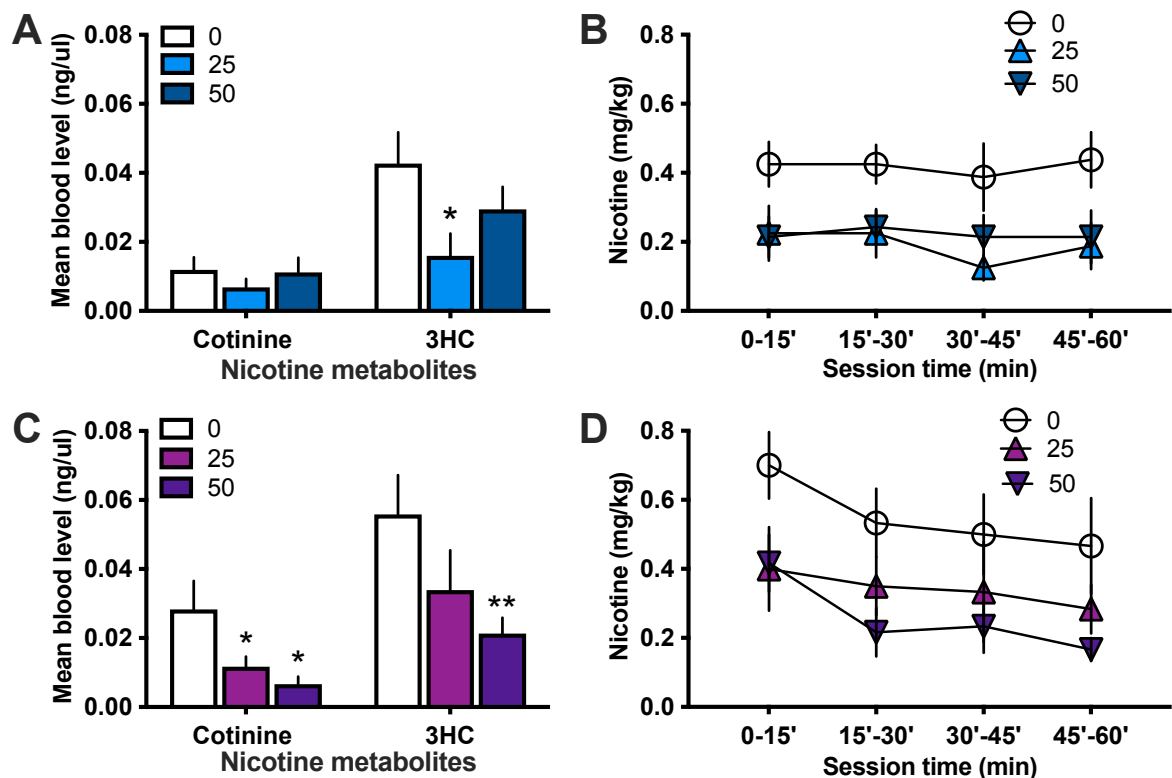 A
0
25
50
Mean blood level (ng/ul)
0.08
0.06
0.04
0.02
0.00
*
Cotinine
3HC
Nicotine metabolites
B
0
25
50
Nicotine (mg/kg)
0.8
0.6
0.4
0.2
0.0
0-15'
15'-30'
30'-45'
45'-60'
Session time (min)
C
0
25
50
Mean blood level (ng/ul)
0.08
0.06
0.04
0.02
0.00
*
*
**
Cotinine
3HC
Nicotine metabolites
D
0
25
50
Nicotine (mg/kg)
0.8
0.6
0.4
0.2
0.0
0-15'
15'-30'
30'-45'
45'-60'
Session time (min)